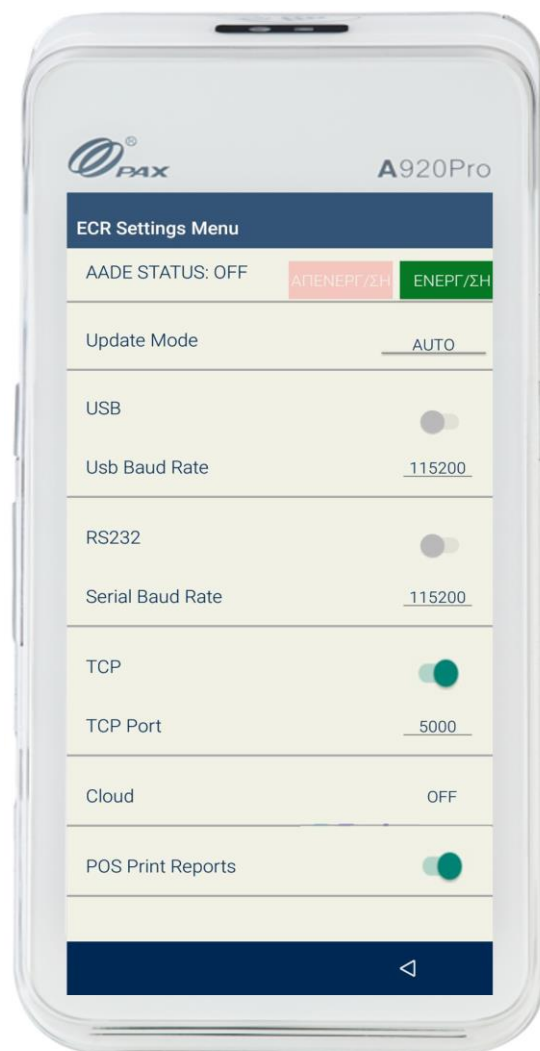 PAX
A920Pro
ECR Settings Menu
AADE STATUS: OFF ΑΠΕΝΕΡΓ/ΣΗ ΕΝΕΡΓ/ΣΗ
Update Mode AUTO
USB
Usb Baud Rate 115200
RS232
Serial Baud Rate 115200
TCP
TCP Port 5000
Cloud OFF
POS Print Reports